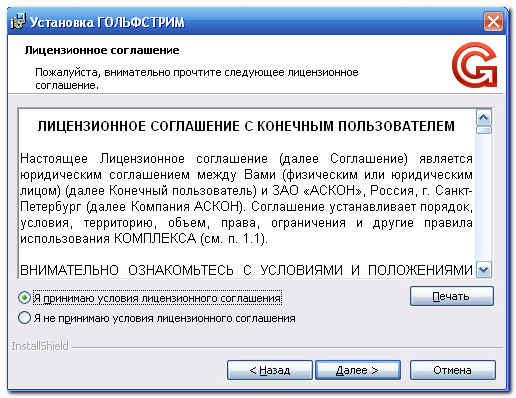 Установка ГОЛЬФСТРИМ
Лицензионное соглашение
Пожалуйста, внимательно прочтите следующее лицензионное
соглашение.
G
ЛИЦЕНЗИОННОЕ СОГЛАШЕНИЕ С КОНЕЧНЫМ ПОЛЬЗОВАТЕЛЕМ
Настоящее Лицензионное соглашение (далее Соглашение) является
юридическим соглашением между Вами (физическим или юридическим
лицом) (далее Конечный пользователь) и ЗАО «АСКОН», Россия, г. Санкт-
Петербург (далее Компания АСКОН). Соглашение устанавливает порядок,
условия, территорию, объем, права, ограничения и другие правила
использования КОМПЛЕКСА (см. п. 1.1).
ВНИМАТЕЛЬНО ОЗНАКОМЬТЕСЬ С УСЛОВИЯМИ И ПОЛОЖЕНИЯМИ
Я принимаю условия лицензионного соглашения
Печать
Я не принимаю условия лицензионного соглашения
InstallShield
< Назад
Далее >
Отмена